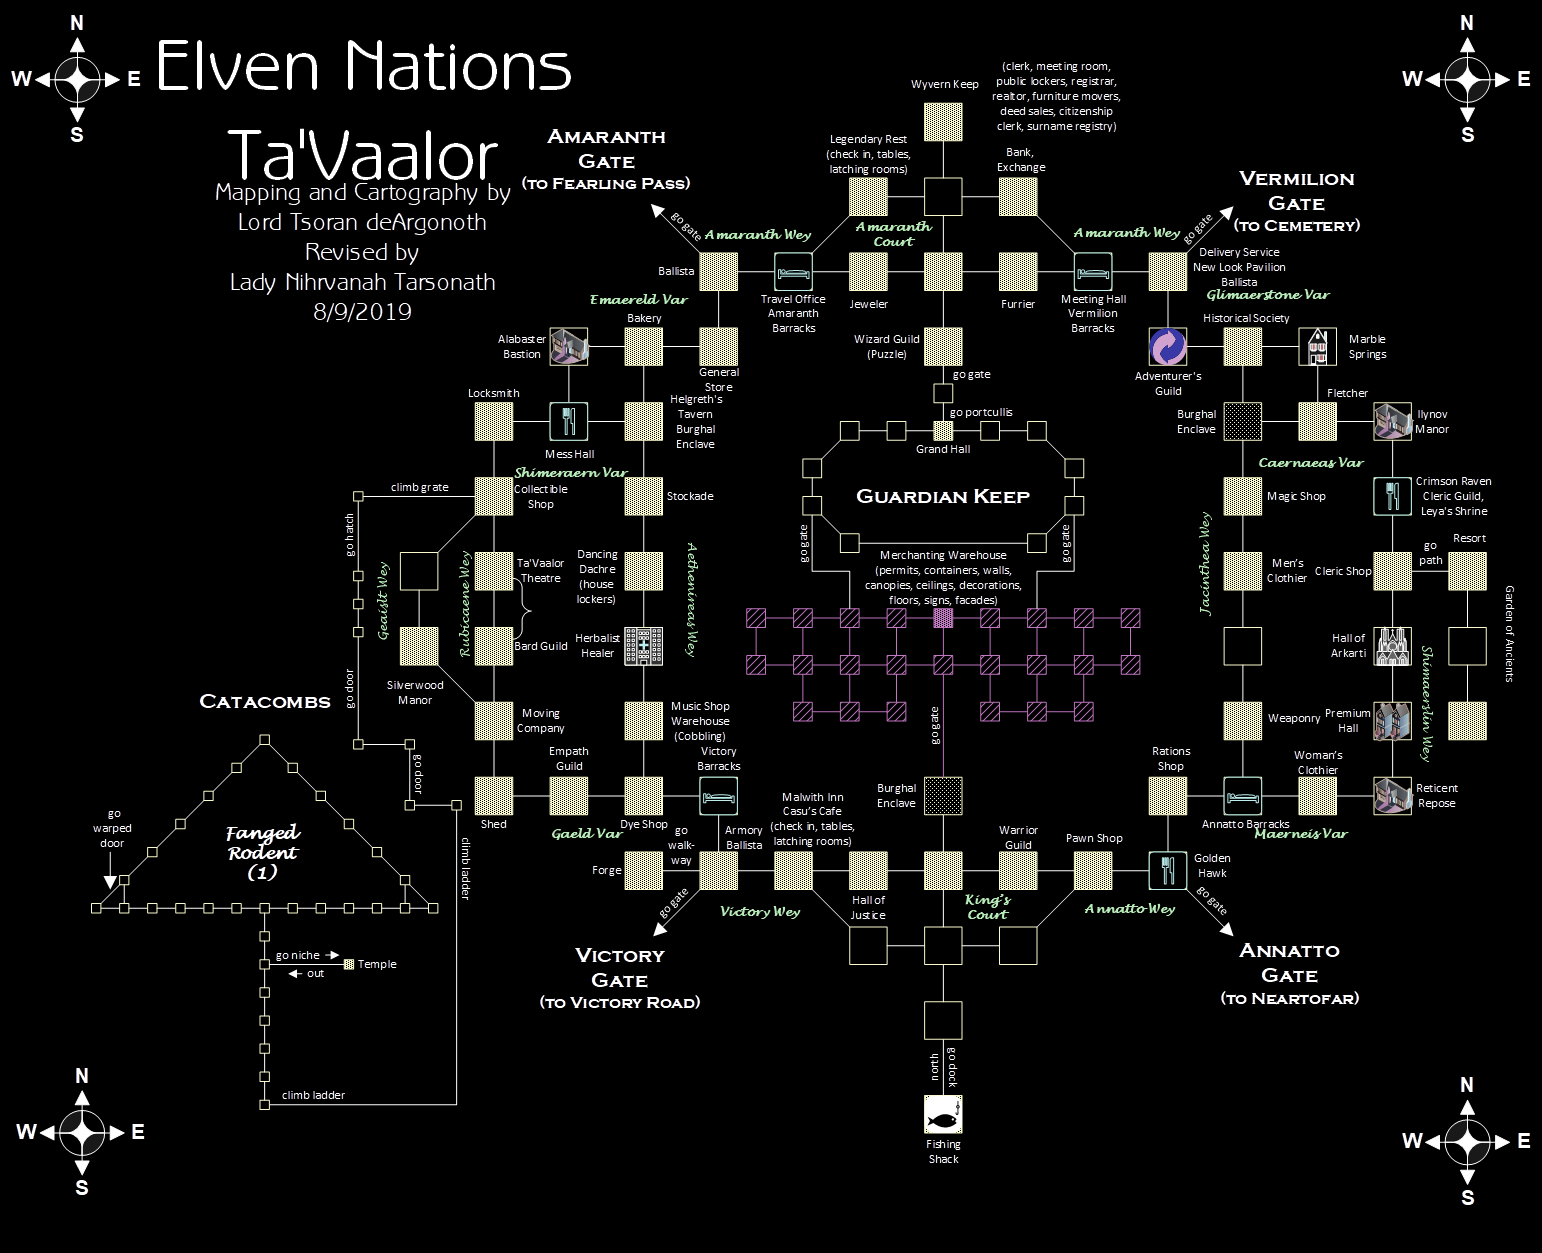 N
W E
S
N
W E
S
Elven Nations
Ta'Vaalor
Mapping and Cartography by
Lord Tsoran deArgonoth
Revised by
Lady Nihrvanah Tarsonath
8/9/2019
Amaranth
Gate
(to Fearling Pass)
go gate
Wyvern Keep
(clerk, meeting room,
public lockers, registrar,
realtor, furniture movers,
deed sales, citizenship
clerk, surname registry)
Legendary Rest
(check in, tables,
latching rooms)
Bank,
Exchange
Vermilion
Gate
(to Cemetery)
go gate
Amaranth Wey
Amaranth
Court
Amaranth Wey
Ballista
Travel Office
Amaranth
Barracks
Jeweler
Furrier
Meeting Hall
Vermilion
Barracks
Delivery Service
New Look Pavilion
Ballista
Glimaerstone Var
Emaereld Var
Bakery
Alabaster
Bastion
General
Store
Wizard Guild
(Puzzle)
go gate
Historical Society
Marble
Springs
Adventurer's
Guild
Locksmith
Helgreth's
Tavern
Burghal
Enclave
Mess Hall
go portcullis
Grand Hall
Burghal
Enclave
Fletcher
Ilynov
Manor
Shimeraern Var
Caernaeas Var
climb grate
Collectible
Shop
Stockade
Guardian Keep
Magic Shop
Crimson Raven
Cleric Guild,
Leya's Shrine
go hatch
go gate
go gate
Geaislt Wey
Rubicaene Wey
Ta'Vaalor
Theatre
Dancing
Dachre
(house
lockers)
Aethenireas Wey
Merchanting Warehouse
(permits, containers, walls,
canopies, ceilings, decorations,
floors, signs, facades)
Jacinthea Wey
Men's
Clothier
Cleric Shop
go
path
Resort
Garden of Ancients
Bard Guild
Herbalist
Healer
Hall of
Arkarti
Shimaerslin Wey
go door
Silverwood
Manor
Catacombs
Moving
Company
Music Shop
Warehouse
(Cobbling)
go gate
Weaponry
Premium
Hall
go door
Empath
Guild
Victory
Barracks
Burghal
Enclave
Rations
Shop
Woman's
Clothier
Reticent
Repose
Shed
Gaeld Var
Dye Shop
Malwith Inn
Casu's Cafe
(check in, tables,
latching rooms)
Annatto Barracks
Maerneis Var
go
warped
door
Fanged
Rodent
(1)
climb ladder
go
walk-
way
Armory
Ballista
Warrior
Guild
Pawn Shop
Golden
Hawk
Forge
go gate
Victory Wey
Hall of
Justice
King's
Court
Annatto Wey
go gate
go niche
out
Temple
Victory
Gate
(to Victory Road)
Annatto
Gate
(to Neartofar)
climb ladder
north
go dock
Fishing
Shack
N
W E
S
N
W E
S